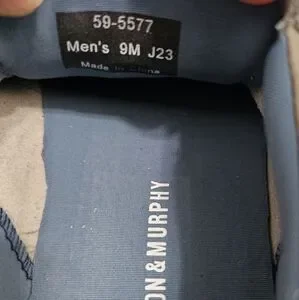 59-5577
Men's 9M J23
Made in China
ON & MURPHY